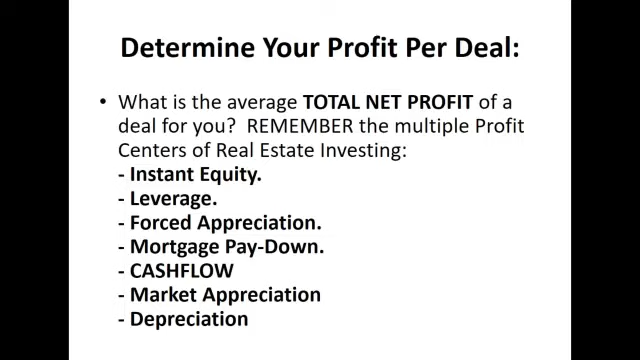 Determine Your Profit Per Deal:
• What is the average TOTAL NET PROFIT of a
deal for you?  REMEMBER the multiple Profit
Centers of Real Estate Investing:
- Instant Equity.
- Leverage.
- Forced Appreciation.
- Mortgage Pay-Down.
- CASHFLOW
- Market Appreciation
- Depreciation